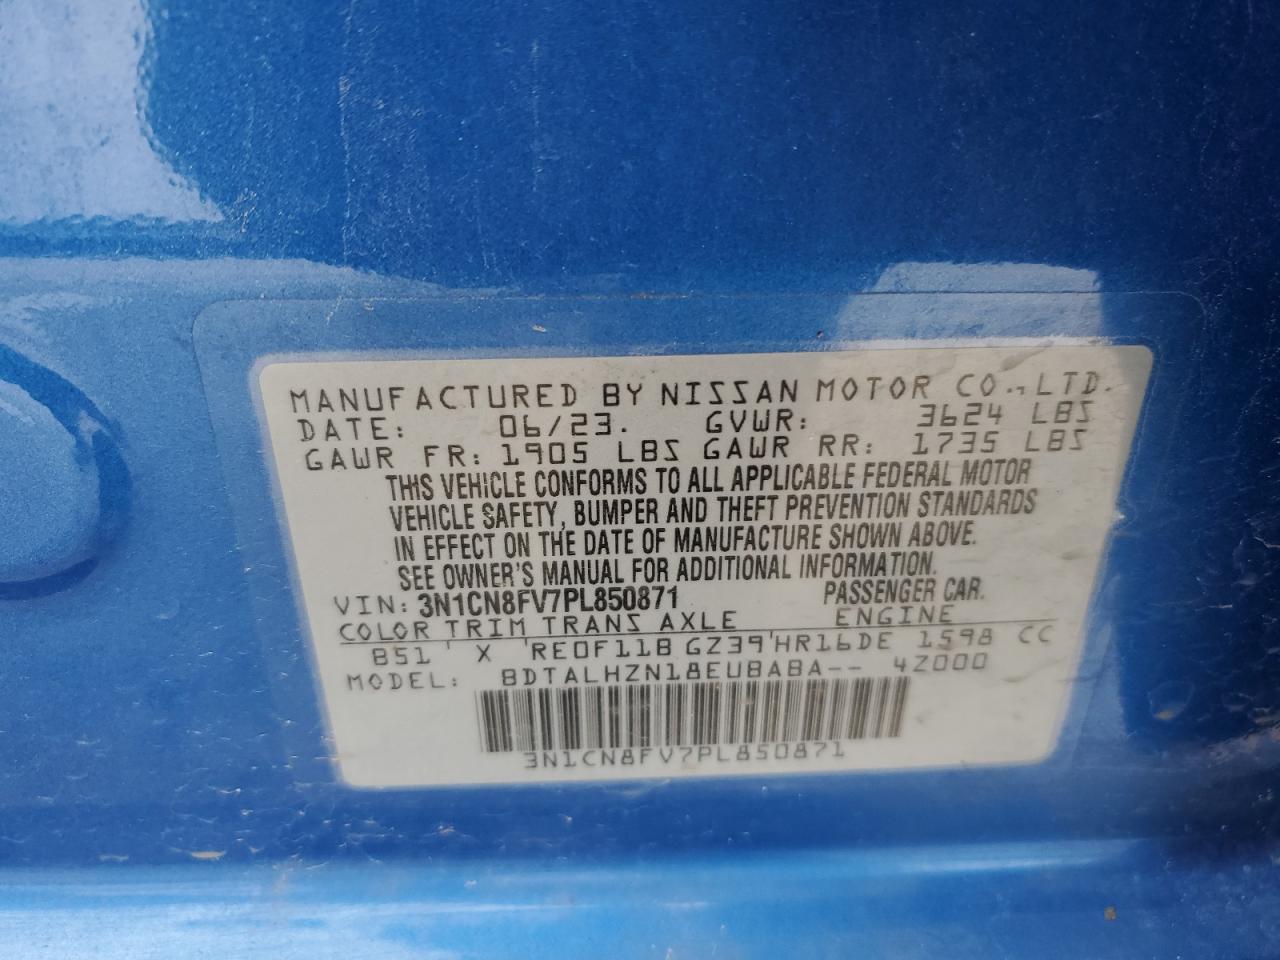 MANUFACTURED BY NISSAN MOTOR CO., LTD.
DATE: 06/23. GVWR: 3624 LBS
GAWR FR: 1905 LBS GAWR RR: 1735 LBS
THIS VEHICLE CONFORMS TO ALL APPLICABLE FEDERAL MOTOR
VEHICLE SAFETY, BUMPER AND THEFT PREVENTION STANDARDS
IN EFFECT ON THE DATE OF MANUFACTURE SHOWN ABOVE.
SEE OWNER'S MANUAL FOR ADDITIONAL INFORMATION.
VIN: 3N1CN8FV7PL850871 PASSENGER CAR.
COLOR TRIM TRANS AXLE ENGINE
B51 X RE0F11B GZ39 HR16DE 1598 CC
MODEL: BDTALHZN18EUBABA-- 4Z000
3N1CN8FV7PL850871